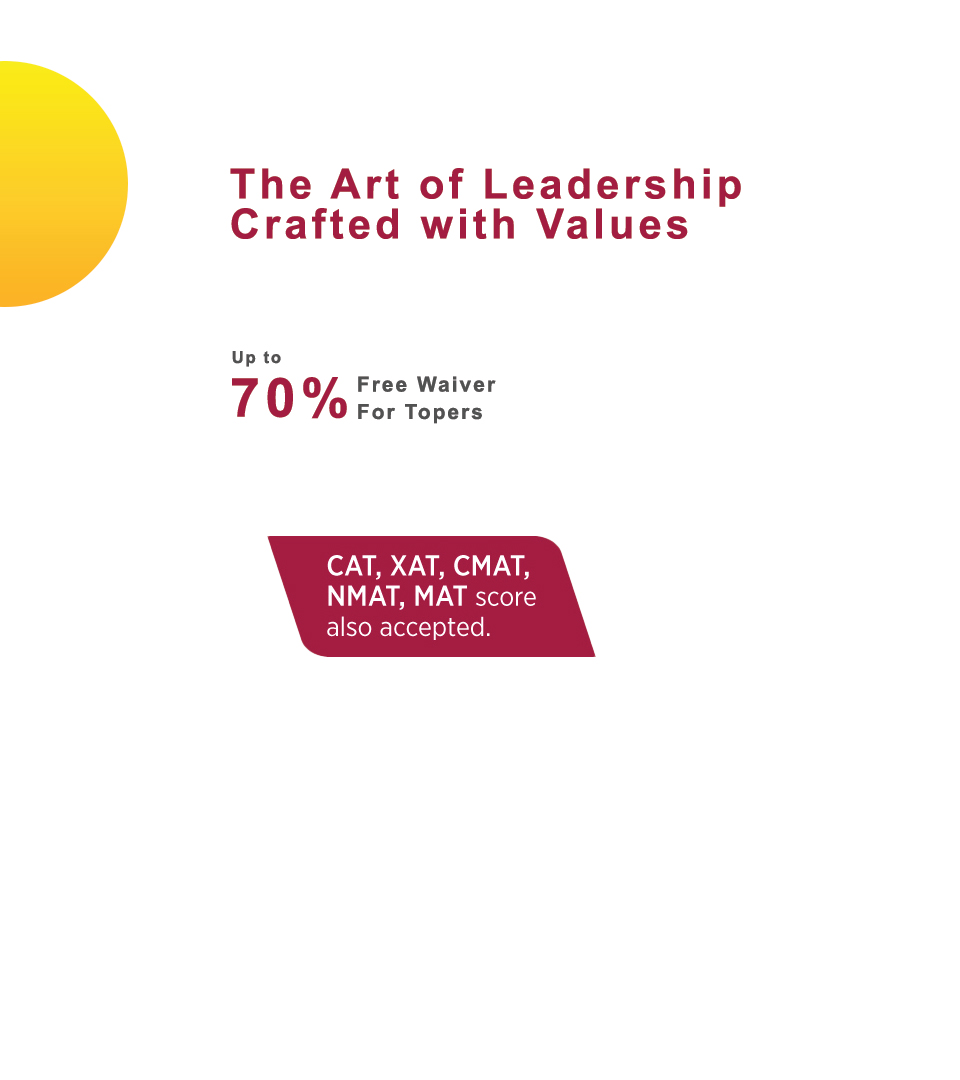 The Art of Leadership
Crafted with Values
Up to
70% Free Waiver
For Topers
CAT, XAT, CMAT,
NMAT, MAT score
also accepted.